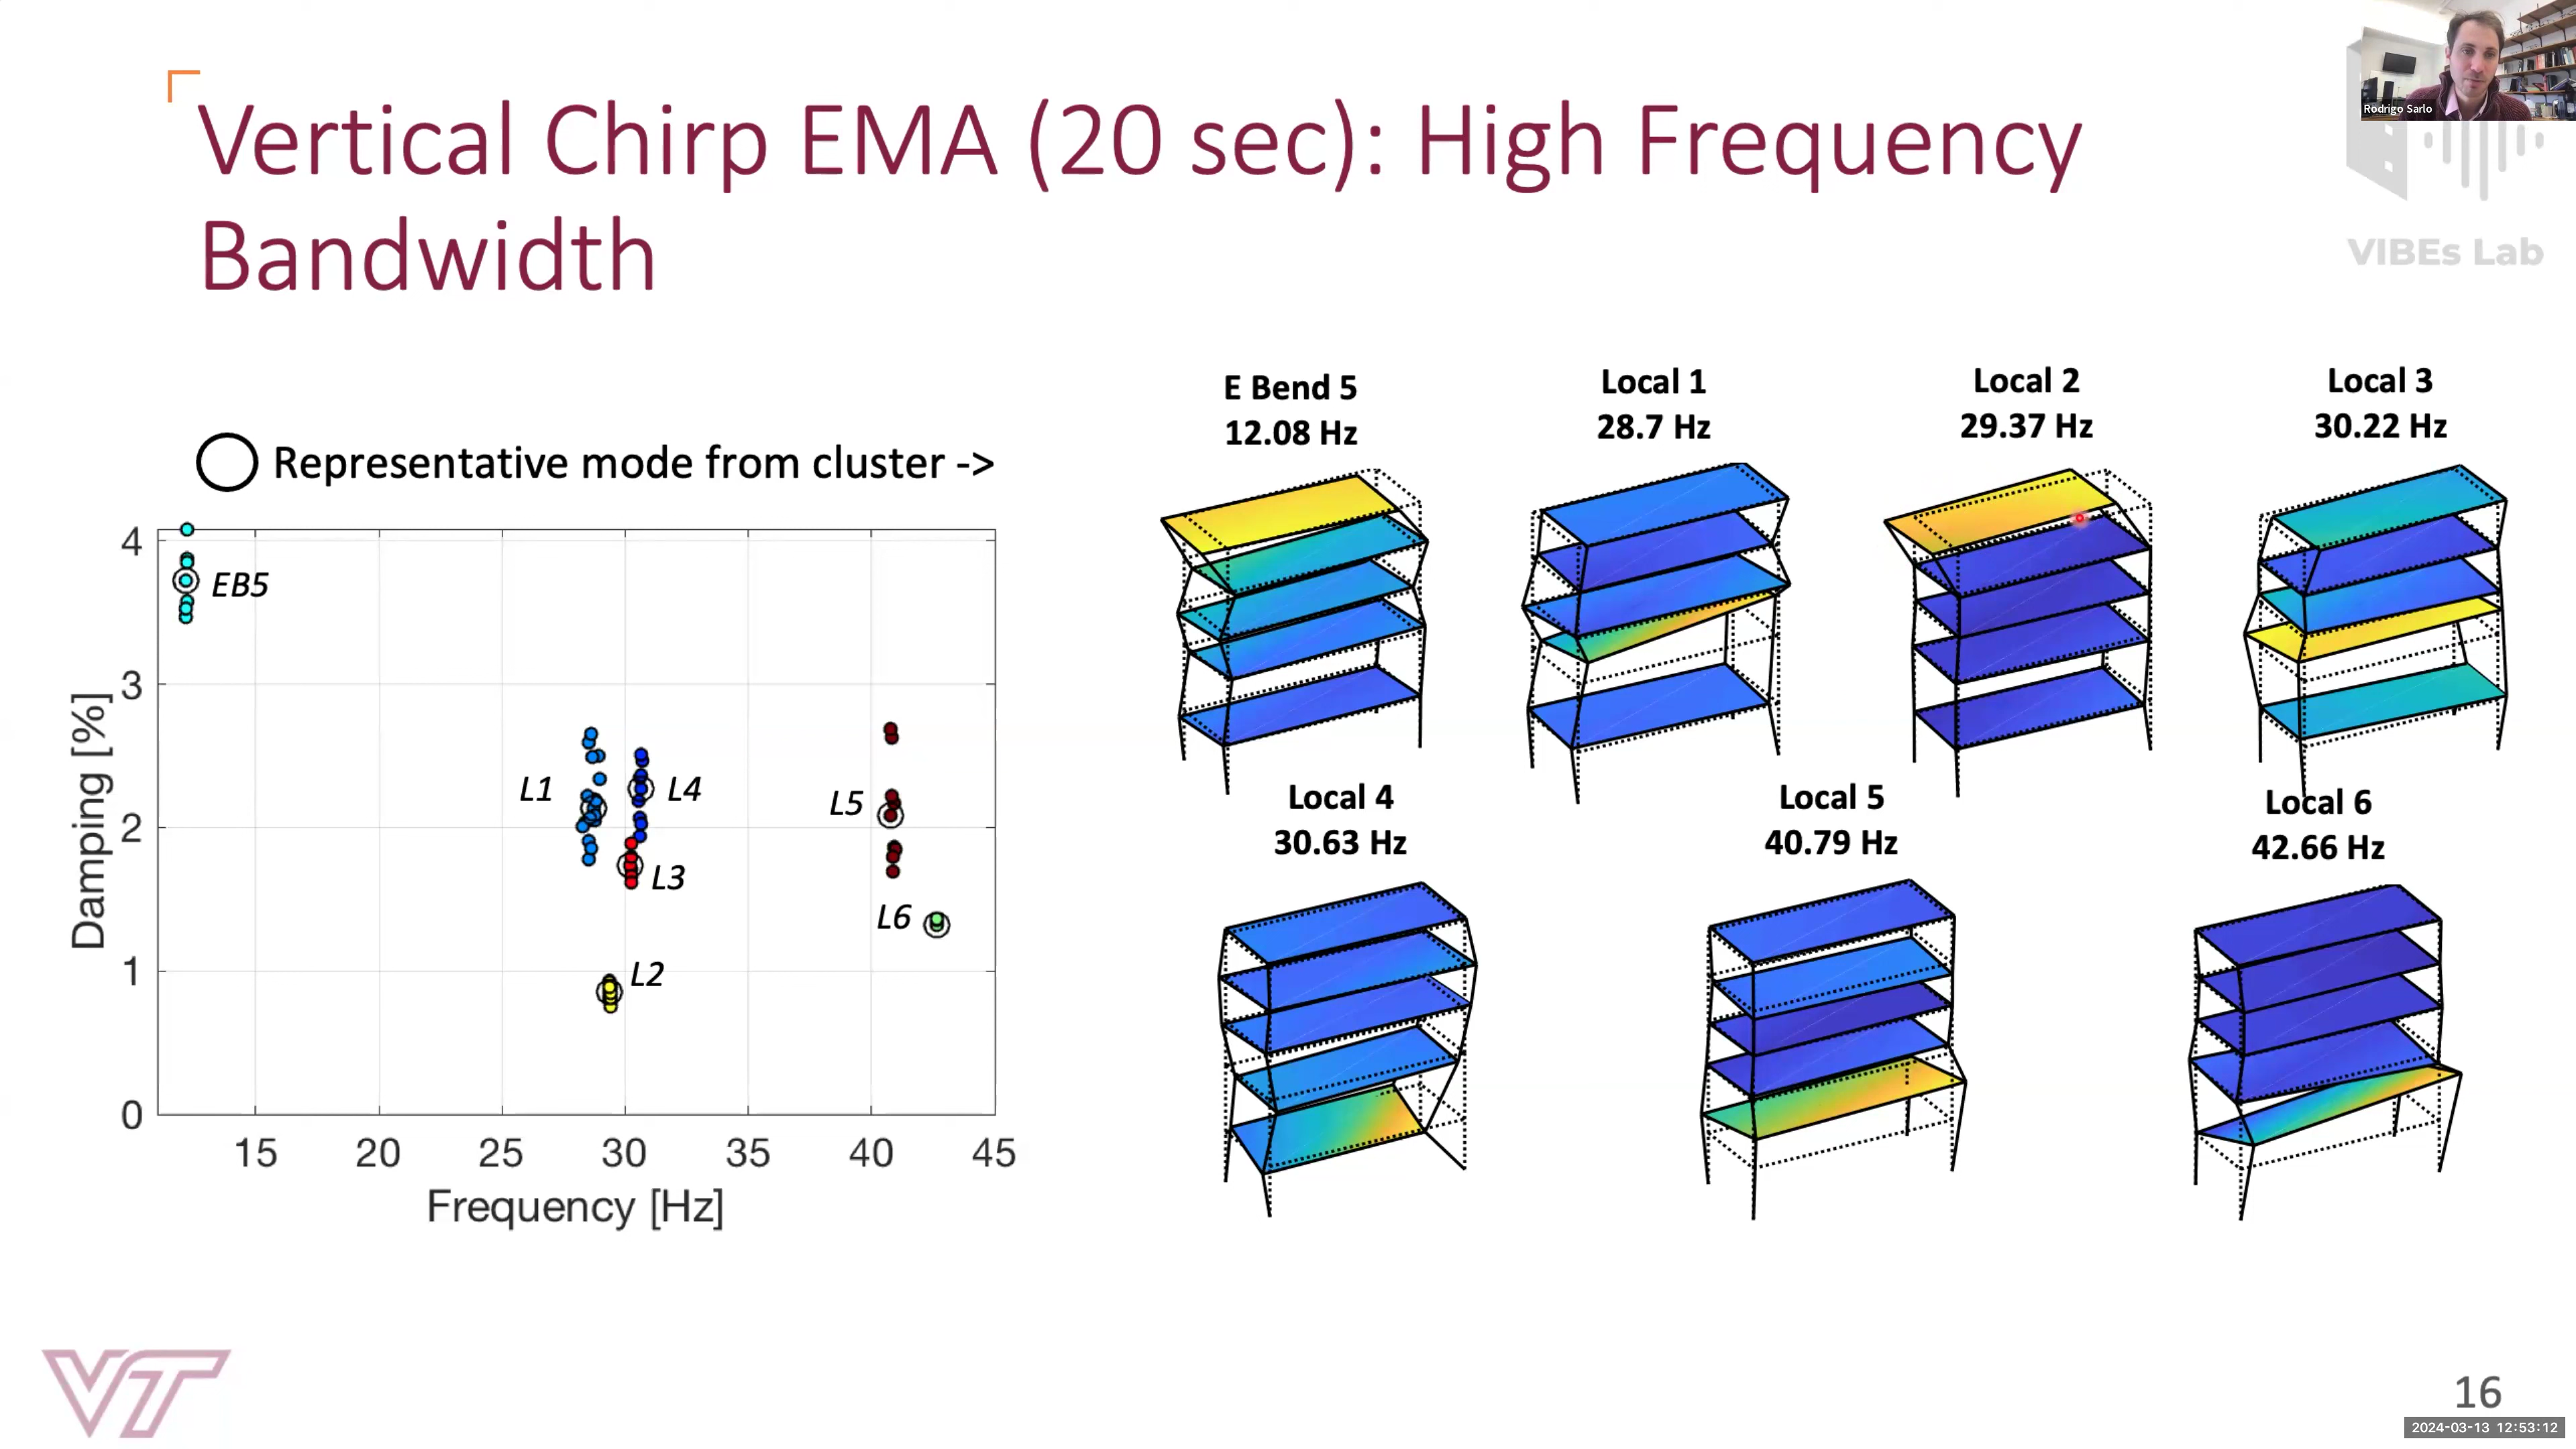 Vertical Chirp EMA (20 sec): High Frequency
Bandwidth
Rodrigo Sarlo
VIBEs Lab
Representative mode from cluster ->
4
3
2
1
0
15
20
25
30
35
40
45
Damping [%]
Frequency [Hz]
EB5
L1
L4
L3
L2
L5
L6
E Bend 5
12.08 Hz
Local 1
28.7 Hz
Local 2
29.37 Hz
Local 3
30.22 Hz
Local 4
30.63 Hz
Local 5
40.79 Hz
Local 6
42.66 Hz
VT
16
2024-03-13 12:53:12